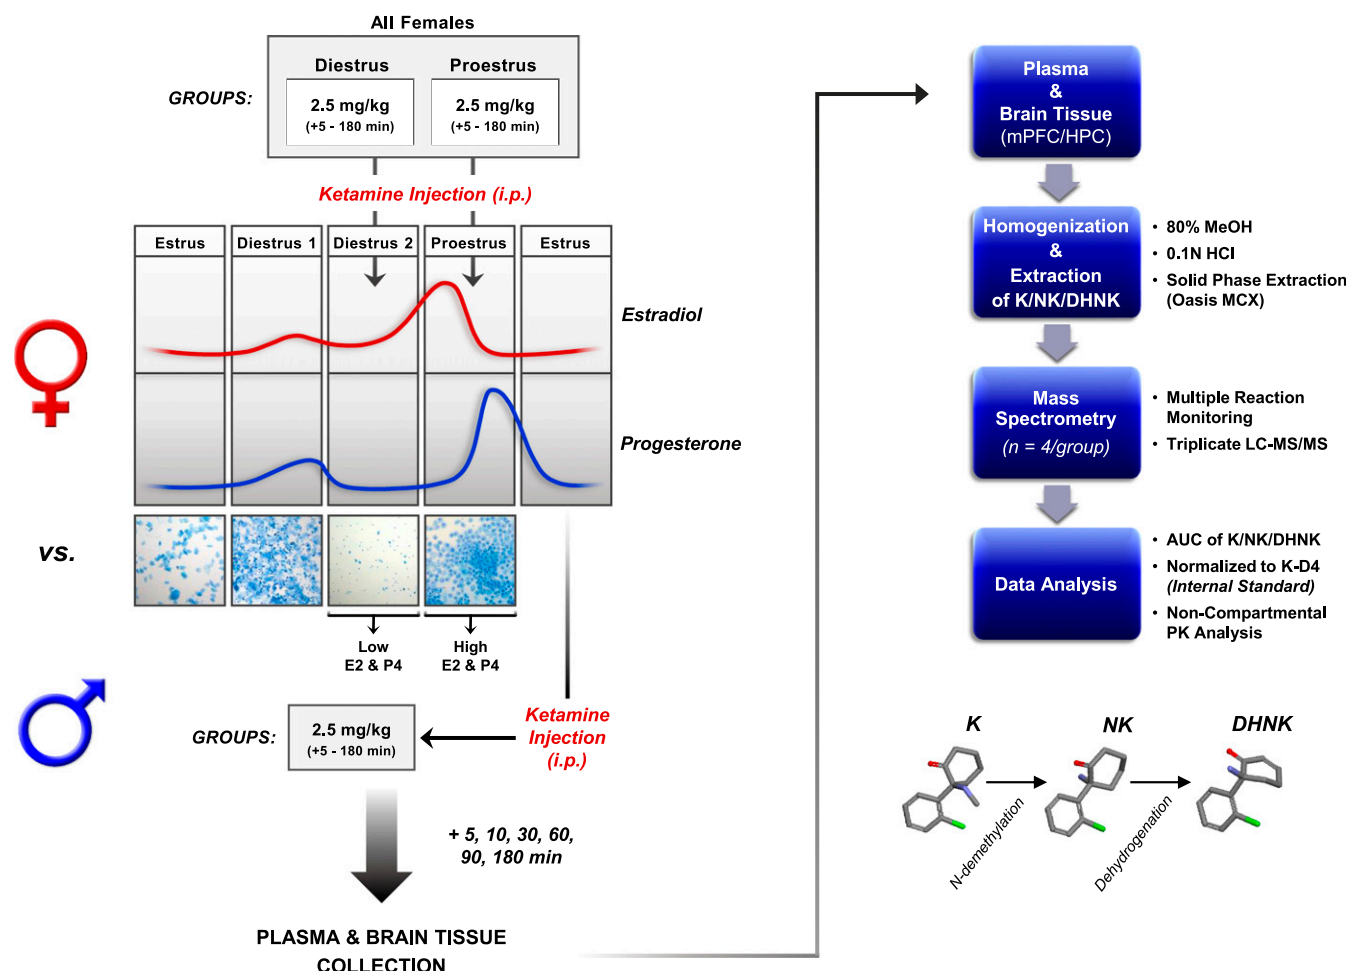 All Females
GROUPS:
Diestrus
2.5 mg/kg
(+5 - 180 min)
Proestrus
2.5 mg/kg
(+5 - 180 min)
Ketamine Injection (i.p.)
Estrus
Diestrus 1
Diestrus 2
Proestrus
Estrus
Estradiol
Progesterone
vs.
Low
E2 & P4
High
E2 & P4
GROUPS:
2.5 mg/kg
(+5 - 180 min)
Ketamine
Injection
(i.p.)
+ 5, 10, 30, 60,
90, 180 min
PLASMA & BRAIN TISSUE
COLLECTION
Plasma
&
Brain Tissue
(mPFC/HPC)
Homogenization
&
Extraction
of K/NK/DHNK
• 80% MeOH
• 0.1N HCl
• Solid Phase Extraction
(Oasis MCX)
Mass
Spectrometry
(n = 4/group)
• Multiple Reaction
Monitoring
• Triplicate LC-MS/MS
Data Analysis
• AUC of K/NK/DHNK
• Normalized to K-D4
(Internal Standard)
• Non-Compartmental
PK Analysis
K
NK
DHNK
N-demethylation
Dehydrogenation